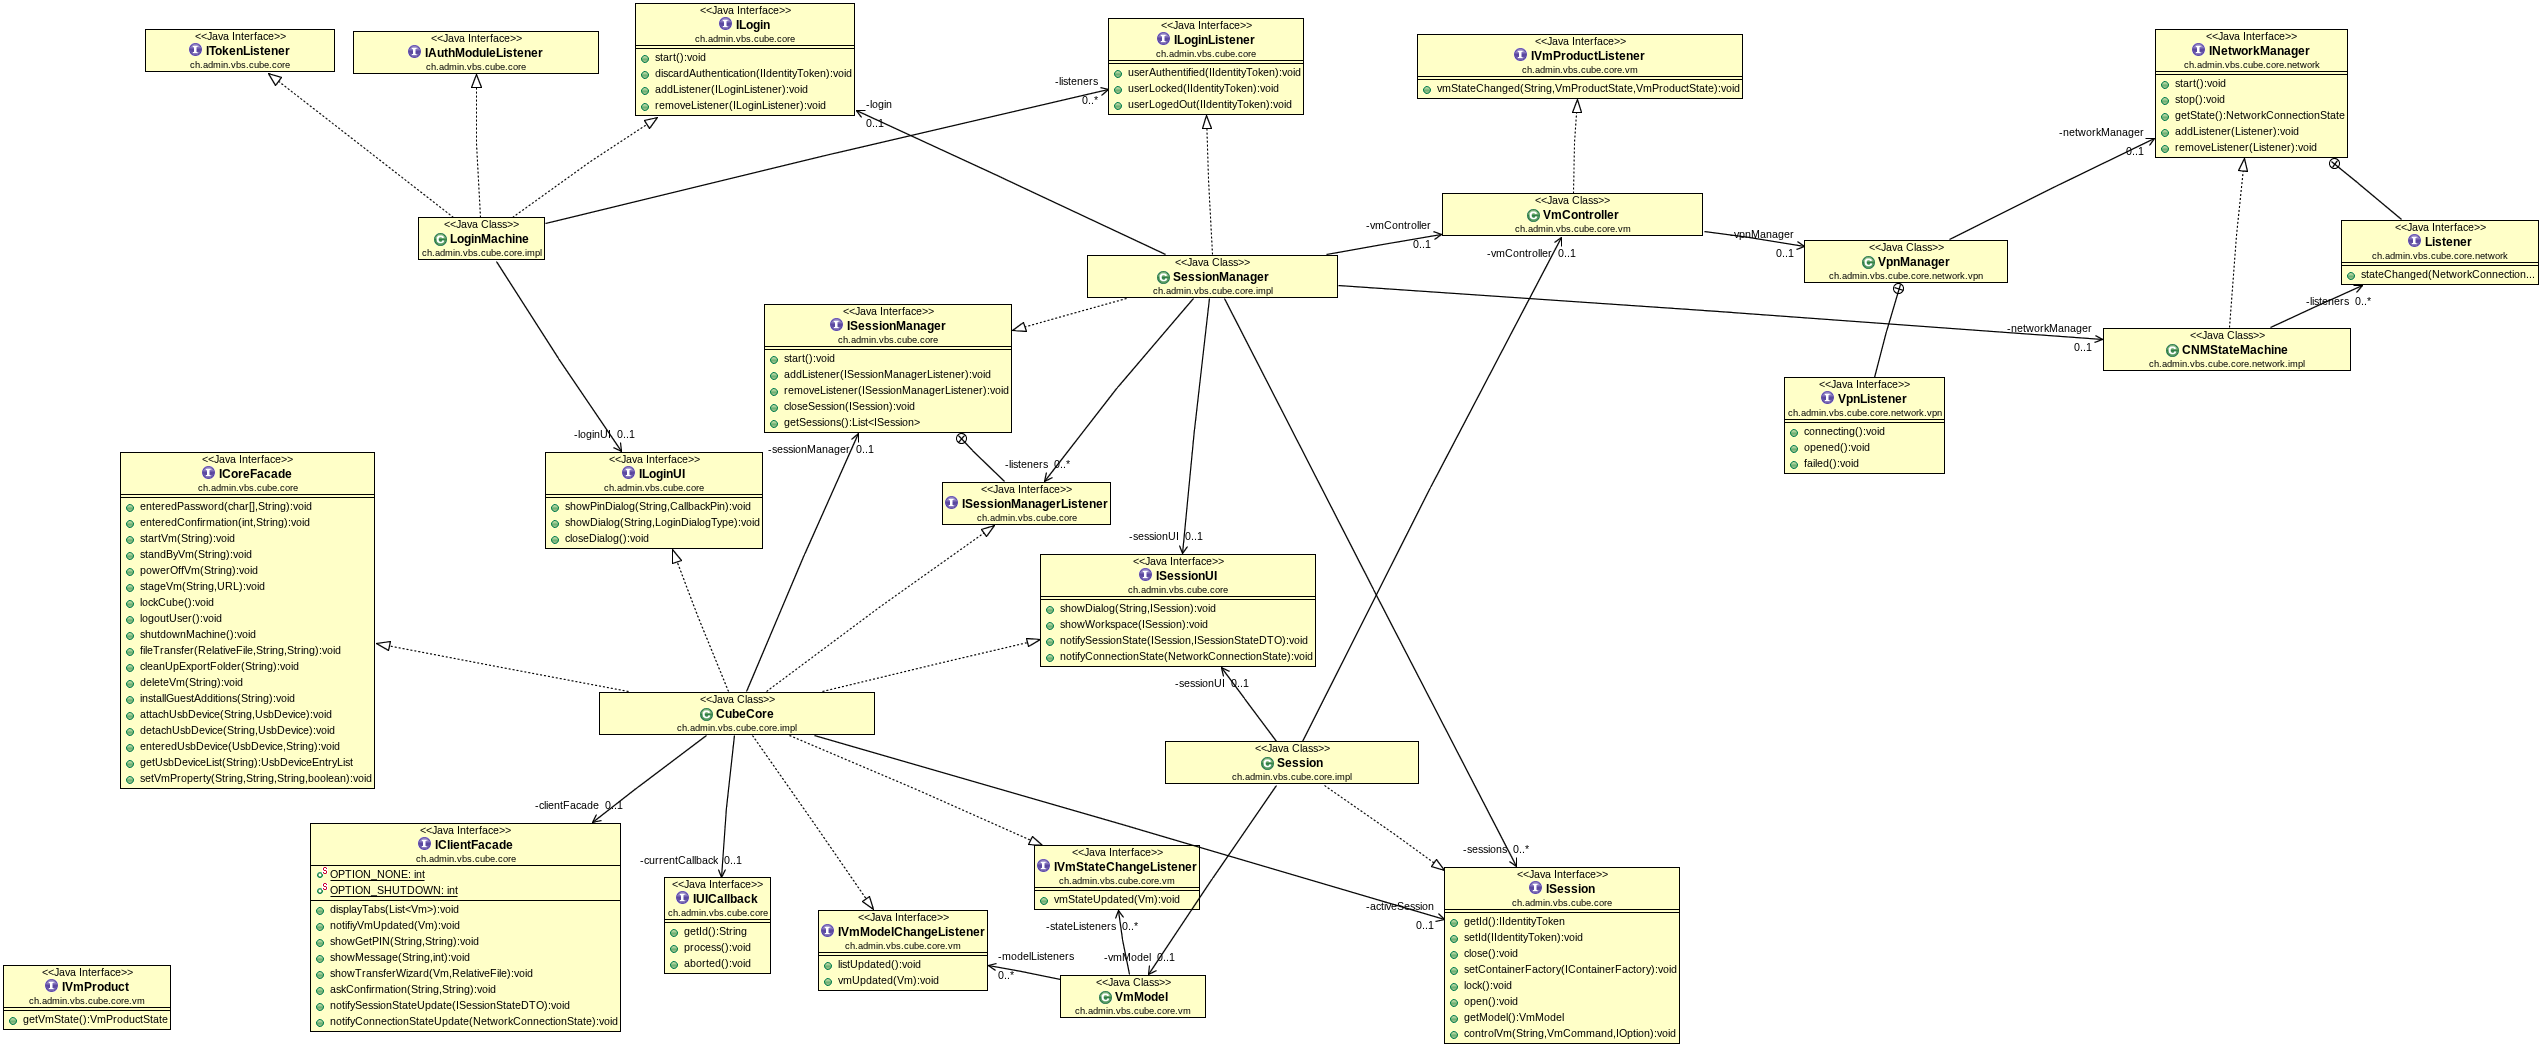 <<Java Interface>>
ITokenListener
ch.admin.vbs.cube.core
<<Java Interface>>
IAuthModuleListener
ch.admin.vbs.cube.core
<<Java Interface>>
ILogin
ch.admin.vbs.cube.core
start():void
discardAuthentication(IIdentityToken):void
addListener(ILoginListener):void
removeListener(ILoginListener):void
<<Java Interface>>
ILoginListener
ch.admin.vbs.cube.core
userAuthentified(IIdentityToken):void
userLocked(IIdentityToken):void
userLogedOut(IIdentityToken):void
<<Java Interface>>
IVmProductListener
ch.admin.vbs.cube.core.vm
vmStateChanged(String,VmProductState,VmProductState):void
<<Java Interface>>
INetworkManager
ch.admin.vbs.cube.core.network
start():void
stop():void
getState():NetworkConnectionState
addListener(Listener):void
removeListener(Listener):void
-listeners
0..*
-login
0..1
-networkManager
0..1
<<Java Class>>
LoginMachine
ch.admin.vbs.cube.core.impl
<<Java Class>>
VmController
ch.admin.vbs.cube.core.vm
-vmController
0..1
-vmController 0..1
-vpnManager
0..1
<<Java Class>>
VpnManager
ch.admin.vbs.cube.core.network.vpn
<<Java Interface>>
Listener
ch.admin.vbs.cube.core.network
stateChanged(NetworkConnection...
-listeners 0..*
<<Java Class>>
SessionManager
ch.admin.vbs.cube.core.impl
-networkManager
0..1
<<Java Class>>
CNMStateMachine
ch.admin.vbs.cube.core.network.impl
<<Java Interface>>
ISessionManager
ch.admin.vbs.cube.core
start():void
addListener(ISessionManagerListener):void
removeListener(ISessionManagerListener):void
closeSession(ISession):void
getSessions():List<ISession>
<<Java Interface>>
VpnListener
ch.admin.vbs.cube.core.network.vpn
connecting():void
opened():void
failed():void
-loginUI 0..1
-sessionManager 0..1
-listeners 0..*
<<Java Interface>>
ICoreFacade
ch.admin.vbs.cube.core
enteredPassword(char[],String):void
enteredConfirmation(int,String):void
startVm(String):void
standByVm(String):void
powerOffVm(String):void
stageVm(String,URL):void
lockCube():void
logoutUser():void
shutdownMachine():void
fileTransfer(RelativeFile,String,String):void
cleanUpExportFolder(String):void
deleteVm(String):void
installGuestAdditions(String):void
attachUsbDevice(String,UsbDevice):void
detachUsbDevice(String,UsbDevice):void
enteredUsbDevice(UsbDevice,String):void
getUsbDeviceList(String):UsbDeviceEntryList
setVmProperty(String,String,String,boolean):void
<<Java Interface>>
ILoginUI
ch.admin.vbs.cube.core
showPinDialog(String,CallbackPin):void
showDialog(String,LoginDialogType):void
closeDialog():void
<<Java Interface>>
ISessionManagerListener
ch.admin.vbs.cube.core
-sessionUI 0..1
<<Java Interface>>
ISessionUI
ch.admin.vbs.cube.core
showDialog(String,ISession):void
showWorkspace(ISession):void
notifySessionState(ISession,ISessionStateDTO):void
notifyConnectionState(NetworkConnectionState):void
-sessionUI 0..1
<<Java Class>>
CubeCore
ch.admin.vbs.cube.core.impl
<<Java Class>>
Session
ch.admin.vbs.cube.core.impl
-clientFacade 0..1
<<Java Interface>>
IClientFacade
ch.admin.vbs.cube.core
OPTION_NONE: int
OPTION_SHUTDOWN: int
displayTabs(List<Vm>):void
notifiyVmUpdated(Vm):void
showGetPIN(String,String):void
showMessage(String,int):void
showTransferWizard(Vm,RelativeFile):void
askConfirmation(String,String):void
notifySessionStateUpdate(ISessionStateDTO):void
notifyConnectionStateUpdate(NetworkConnectionState):void
-currentCallback 0..1
<<Java Interface>>
IUICallback
ch.admin.vbs.cube.core
getId():String
process():void
aborted():void
<<Java Interface>>
IVmStateChangeListener
ch.admin.vbs.cube.core.vm
vmStateUpdated(Vm):void
<<Java Interface>>
IVmModelChangeListener
ch.admin.vbs.cube.core.vm
listUpdated():void
vmUpdated(Vm):void
-stateListeners 0..*
-modelListeners
0..*
-vmModel 0..1
<<Java Class>>
VmModel
ch.admin.vbs.cube.core.vm
-sessions 0..*
-activeSession
0..1
<<Java Interface>>
ISession
ch.admin.vbs.cube.core
getId():IIdentityToken
setId(IIdentityToken):void
close():void
setContainerFactory(IContainerFactory):void
lock():void
open():void
getModel():VmModel
controlVm(String,VmCommand,IOption):void
<<Java Interface>>
IVmProduct
ch.admin.vbs.cube.core.vm
getVmState():VmProductState